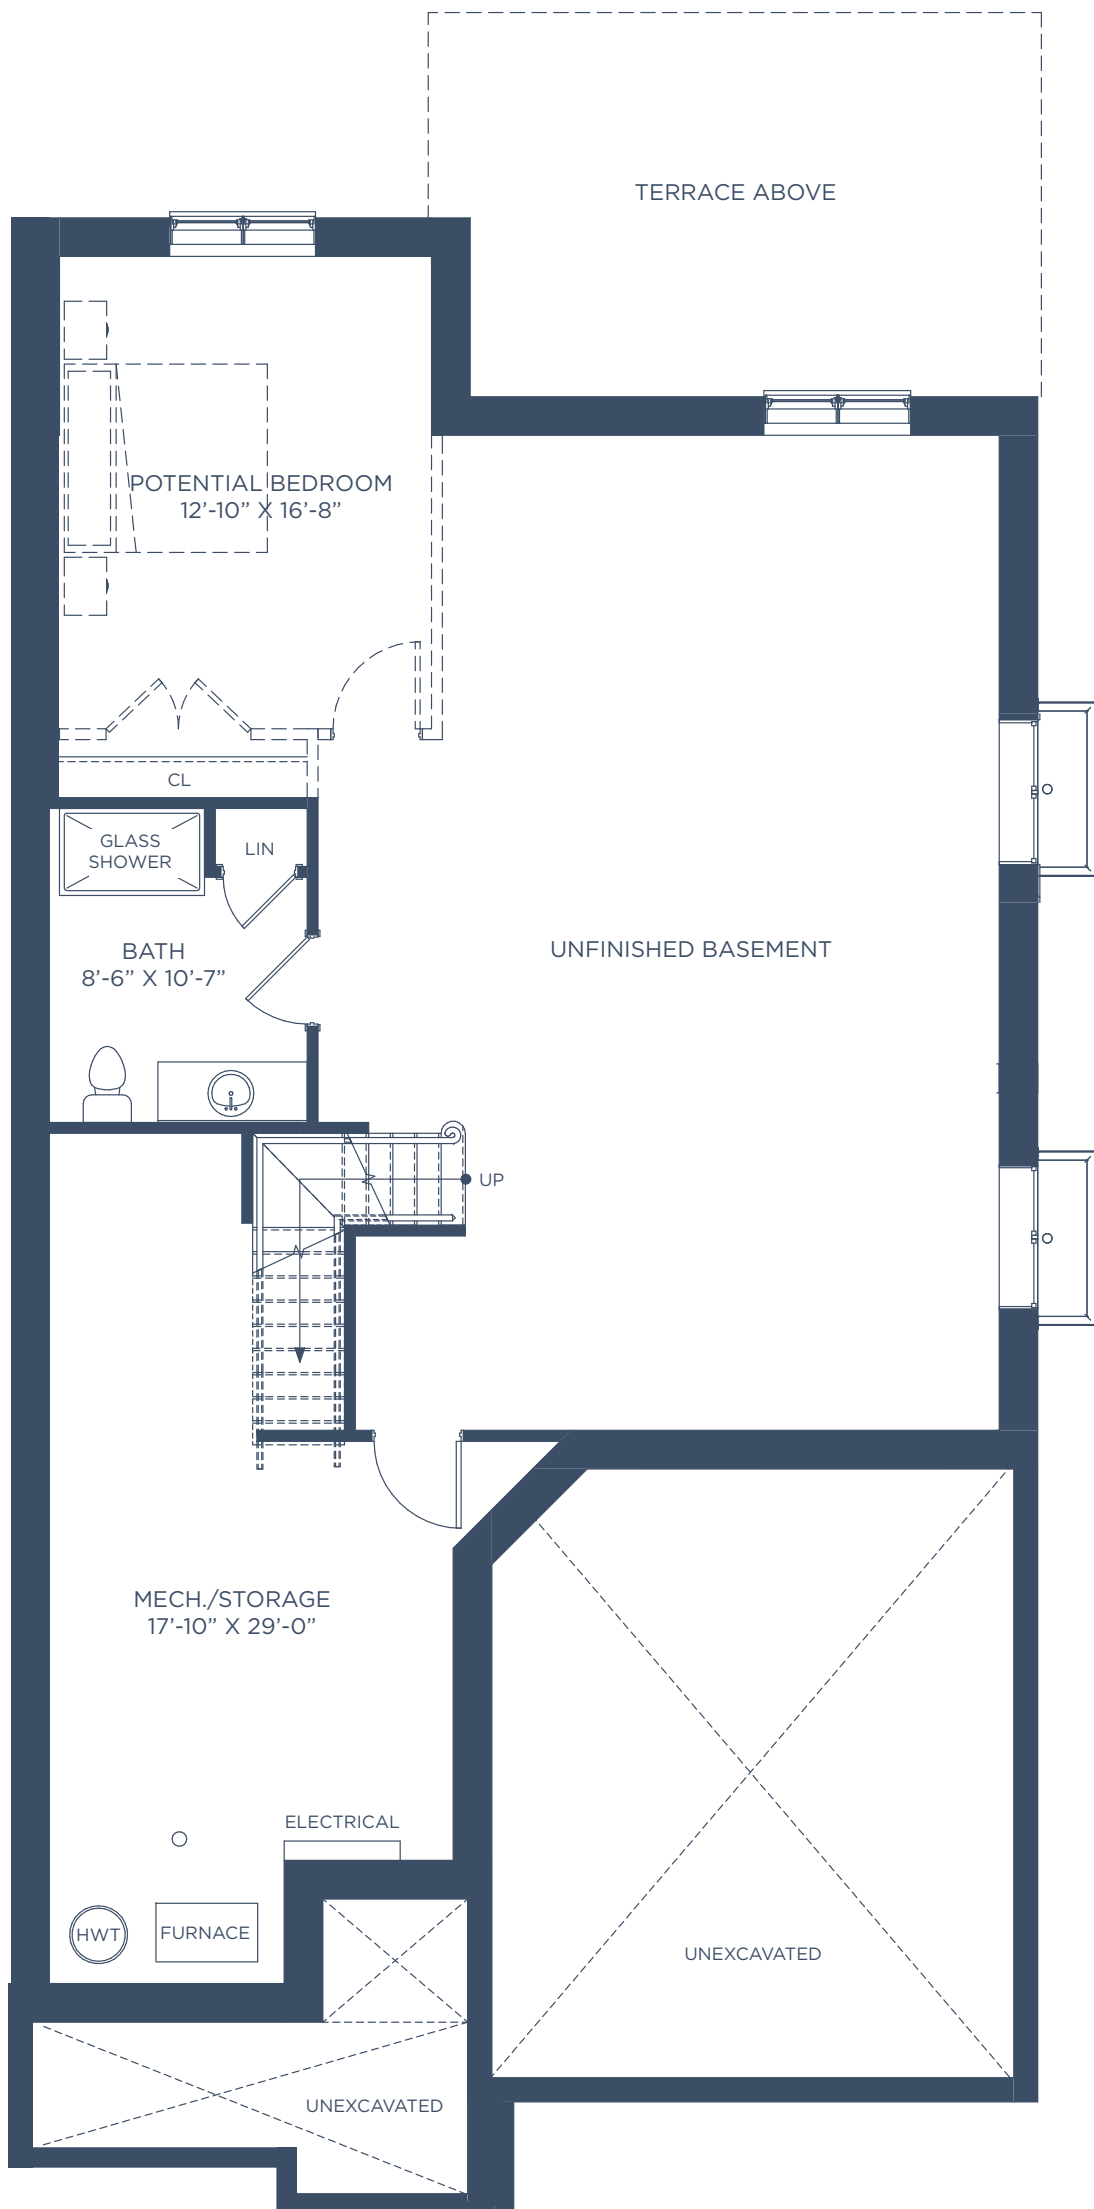 TERRACE ABOVE
POTENTIAL BEDROOM
12’-10” X 16’-8”
CL
GLASS
SHOWER
LIN
BATH
8’-6” X 10’-7”
UNFINISHED BASEMENT
UP
MECH./STORAGE
17’-10” X 29’-0”
ELECTRICAL
HWT
FURNACE
UNEXCAVATED
UNEXCAVATED